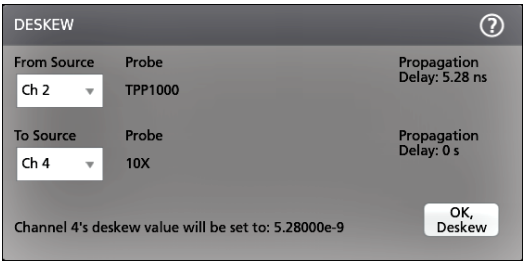 DESKEW
?
From Source
Probe
Propagation
Delay: 5.28 ns
Ch 2
TPP1000
To Source
Probe
Propagation
Delay: 0 s
Ch 4
10X
Channel 4's deskew value will be set to: 5.28000e-9
OK,
Deskew